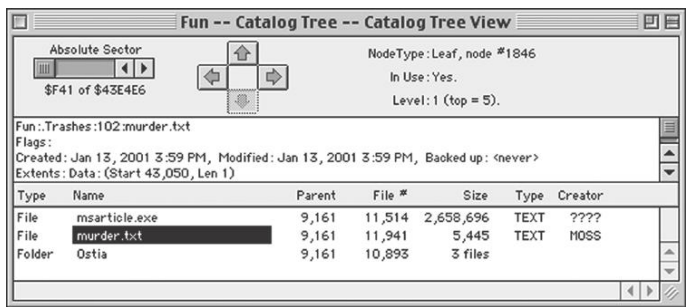 Fun -- Catalog Tree -- Catalog Tree View
Absolute Sector
$F41 of $43E4E6
NodeType: Leaf, node #1846
In Use: Yes.
Level: 1 (top = 5).
Fun:.Trashes:102:murder.txt
Flags:
Created: Jan 13, 2001 3:59 PM, Modified: Jan 13, 2001 3:59 PM, Backed up: <never>
Extents: Data: (Start 43,050, Len 1)
Type Name Parent File # Size Type Creator
File msarticle.exe 9,161 11,514 2,658,696 TEXT ????
File murder.txt 9,161 11,941 5,445 TEXT MOSS
Folder Ostia 9,161 10,893 3 files